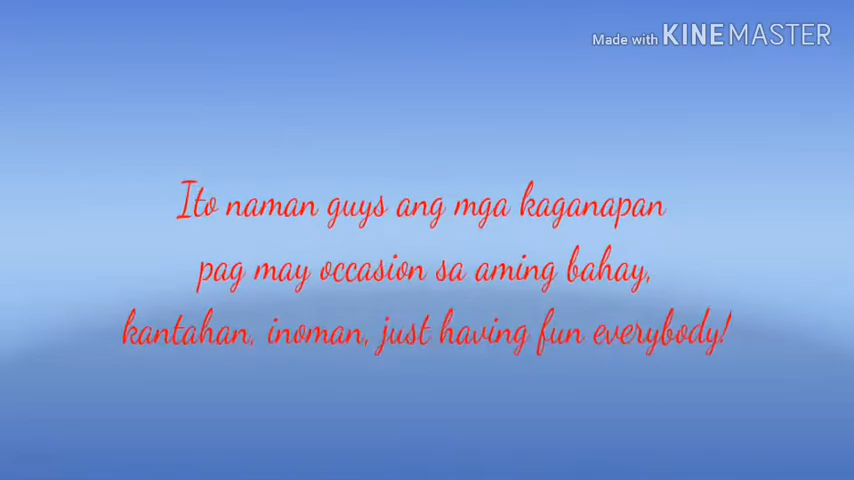 Made with KINEMASTER
Ito naman guys ang mga kaganapan
pag may occasion sa aming bahay,
kantahan, inoman, just having fun everybody!